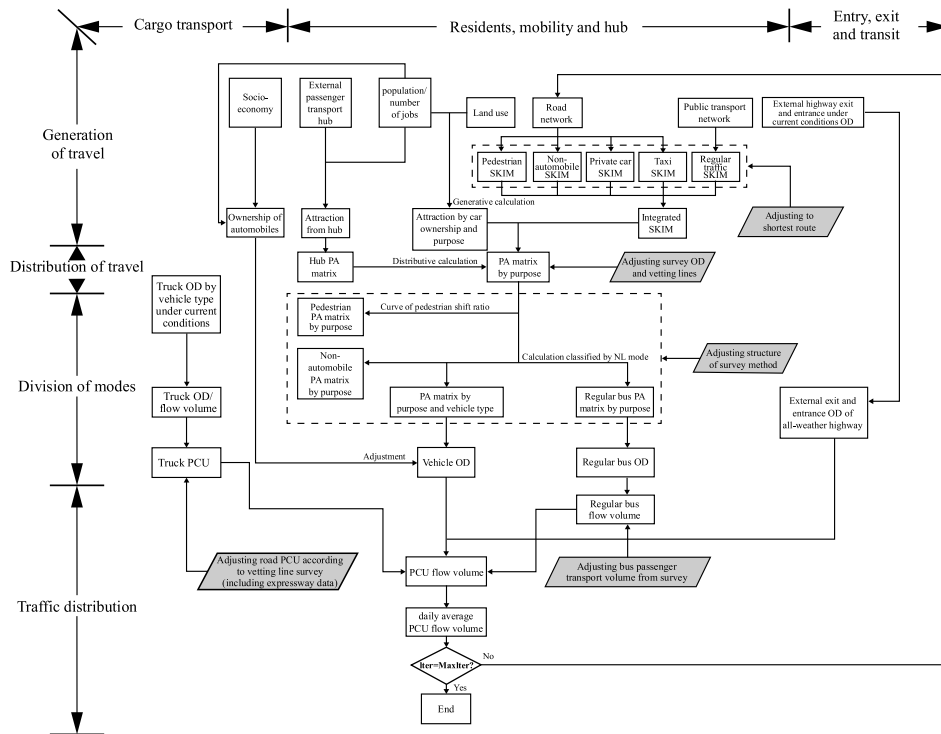 Cargo transport
Residents, mobility and hub
Entry, exit
and transit
Generation
of travel
Distribution of travel
Division of modes
Traffic distribution
Socio-
economy
External
passenger
transport
hub
population/
number
of jobs
Land use
Road
network
Public transport
network
External highway exit
and entrance under
current conditions OD
Pedestrian
SKIM
Non-
automobile
SKIM
Private car
SKIM
Taxi
SKIM
Regular
traffic
SKIM
Generative calculation
Adjusting to
shortest route
Ownership of
automobiles
Attraction
from hub
Attraction by car
ownership and
purpose
Integrated
SKIM
Hub PA
matrix
Distributive calculation
PA matrix
by purpose
Adjusting survey OD
and vetting lines
Truck OD by
vehicle type
under current
conditions
Pedestrian
PA matrix
by purpose
Curve of pedestrian shift ratio
Non-
automobile
PA matrix
by purpose
Calculation classified by NL mode
Adjusting structure
of survey method
Truck OD/
flow volume
PA matrix by
purpose and vehicle type
Regular bus PA
matrix by purpose
External exit and
entrance OD of
all-weather highway
Truck PCU
Adjustment
Vehicle OD
Regular bus OD
Regular bus
flow volume
Adjusting road PCU according
to vetting line survey
(including expressway data)
PCU flow volume
Adjusting bus passenger
transport volume from survey
daily average
PCU flow volume
Iter=MaxIter?
No
Yes
End